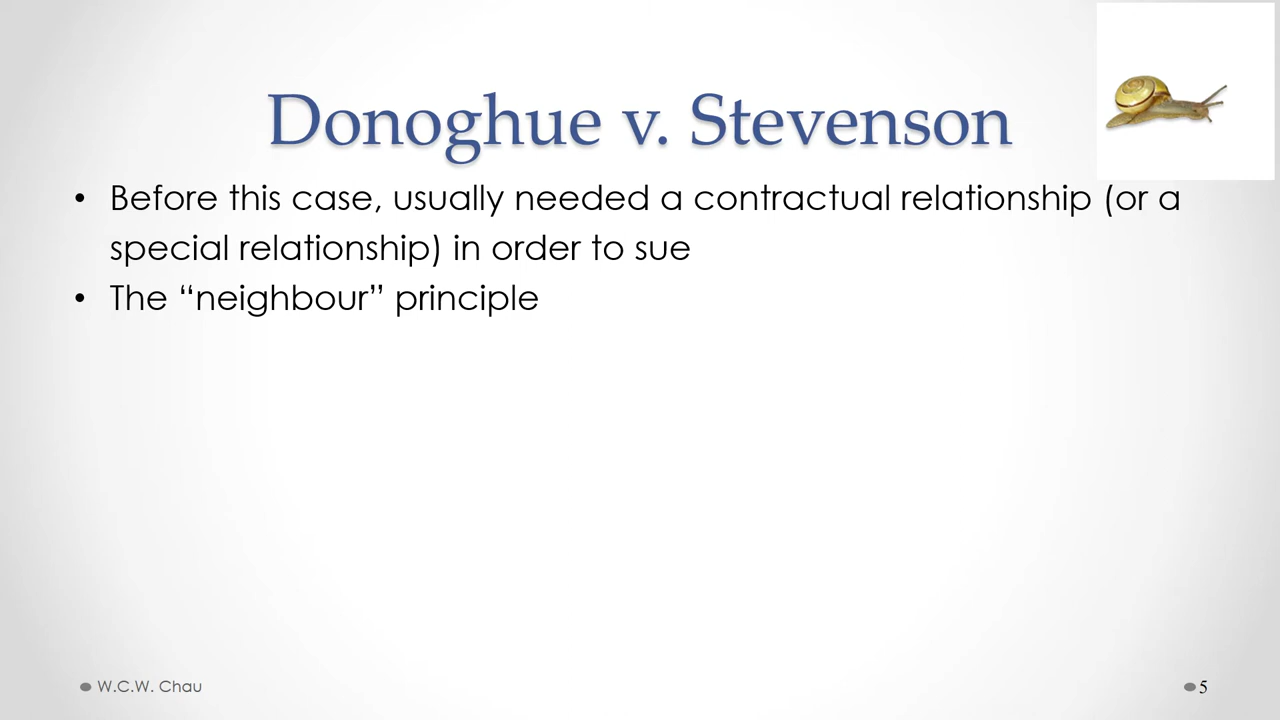 Donoghue v. Stevenson
• Before this case, usually needed a contractual relationship (or a
special relationship) in order to sue
• The “neighbour” principle
W.C.W. Chau
5